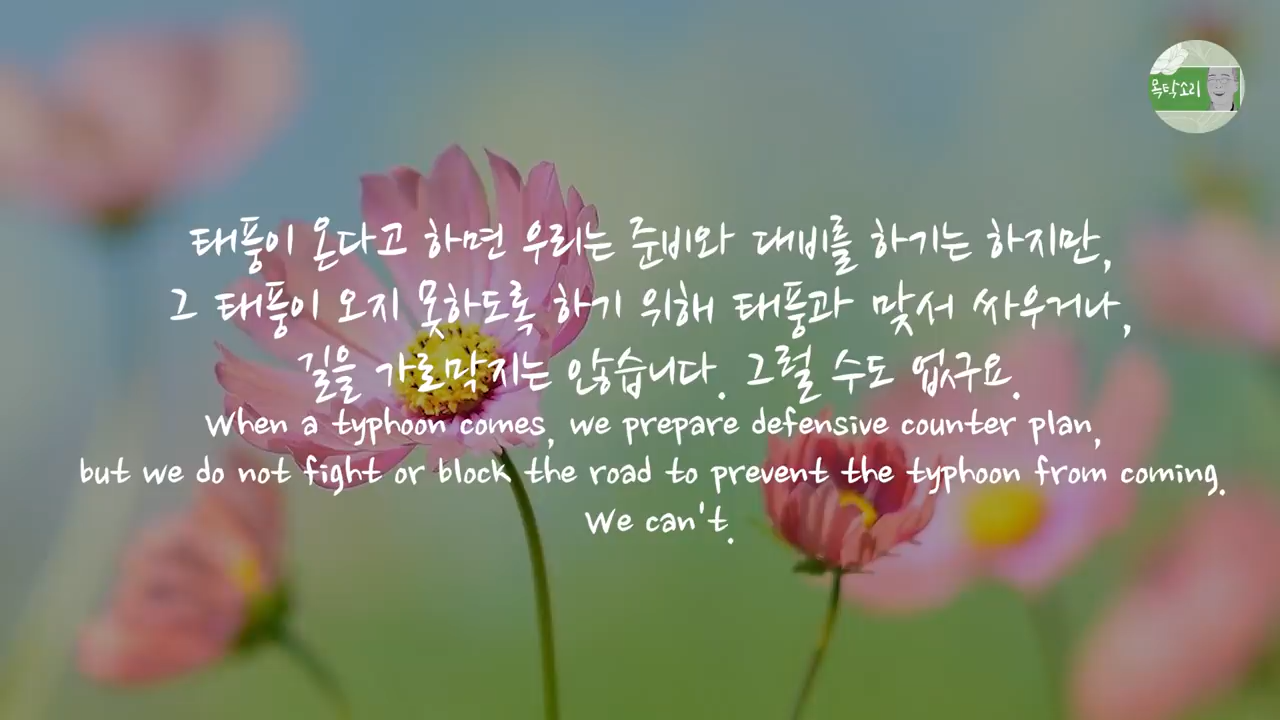 목탁소리
태풍이 온다고 하면 우리는 준비와 대비를 하기는 하지만,
그 태풍이 오지 못하도록 하기 위해 태풍과 맞서 싸우거나,
길을 가로막지는 않습니다. 그럴 수도 없구요.
When a typhoon comes, we prepare defensive counter plan,
but we do not fight or block the road to prevent the typhoon from coming.
We can't.